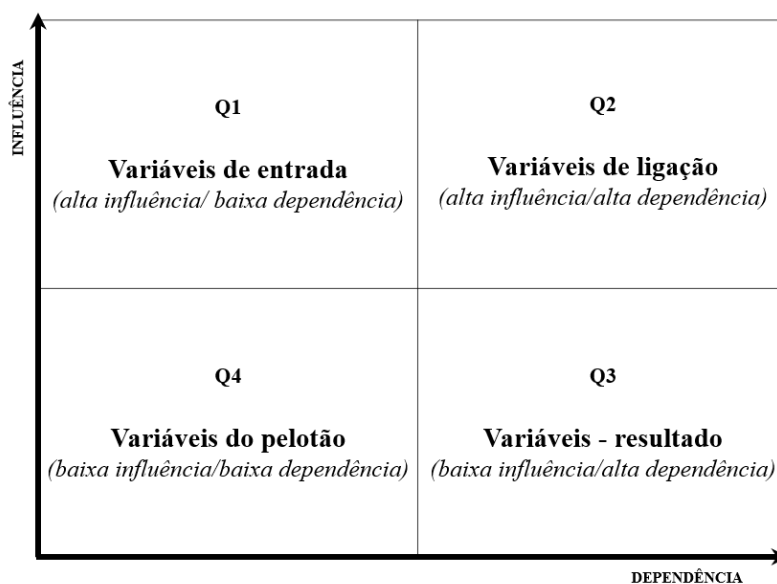 INFLUÊNCIA
Q1
Variáveis de entrada
(alta influência/ baixa dependência)
Q2
Variáveis de ligação
(alta influência/alta dependência)
Q4
Variáveis do pelotão
(baixa influência/baixa dependência)
Q3
Variáveis - resultado
(baixa influência/alta dependência)
DEPENDÊNCIA